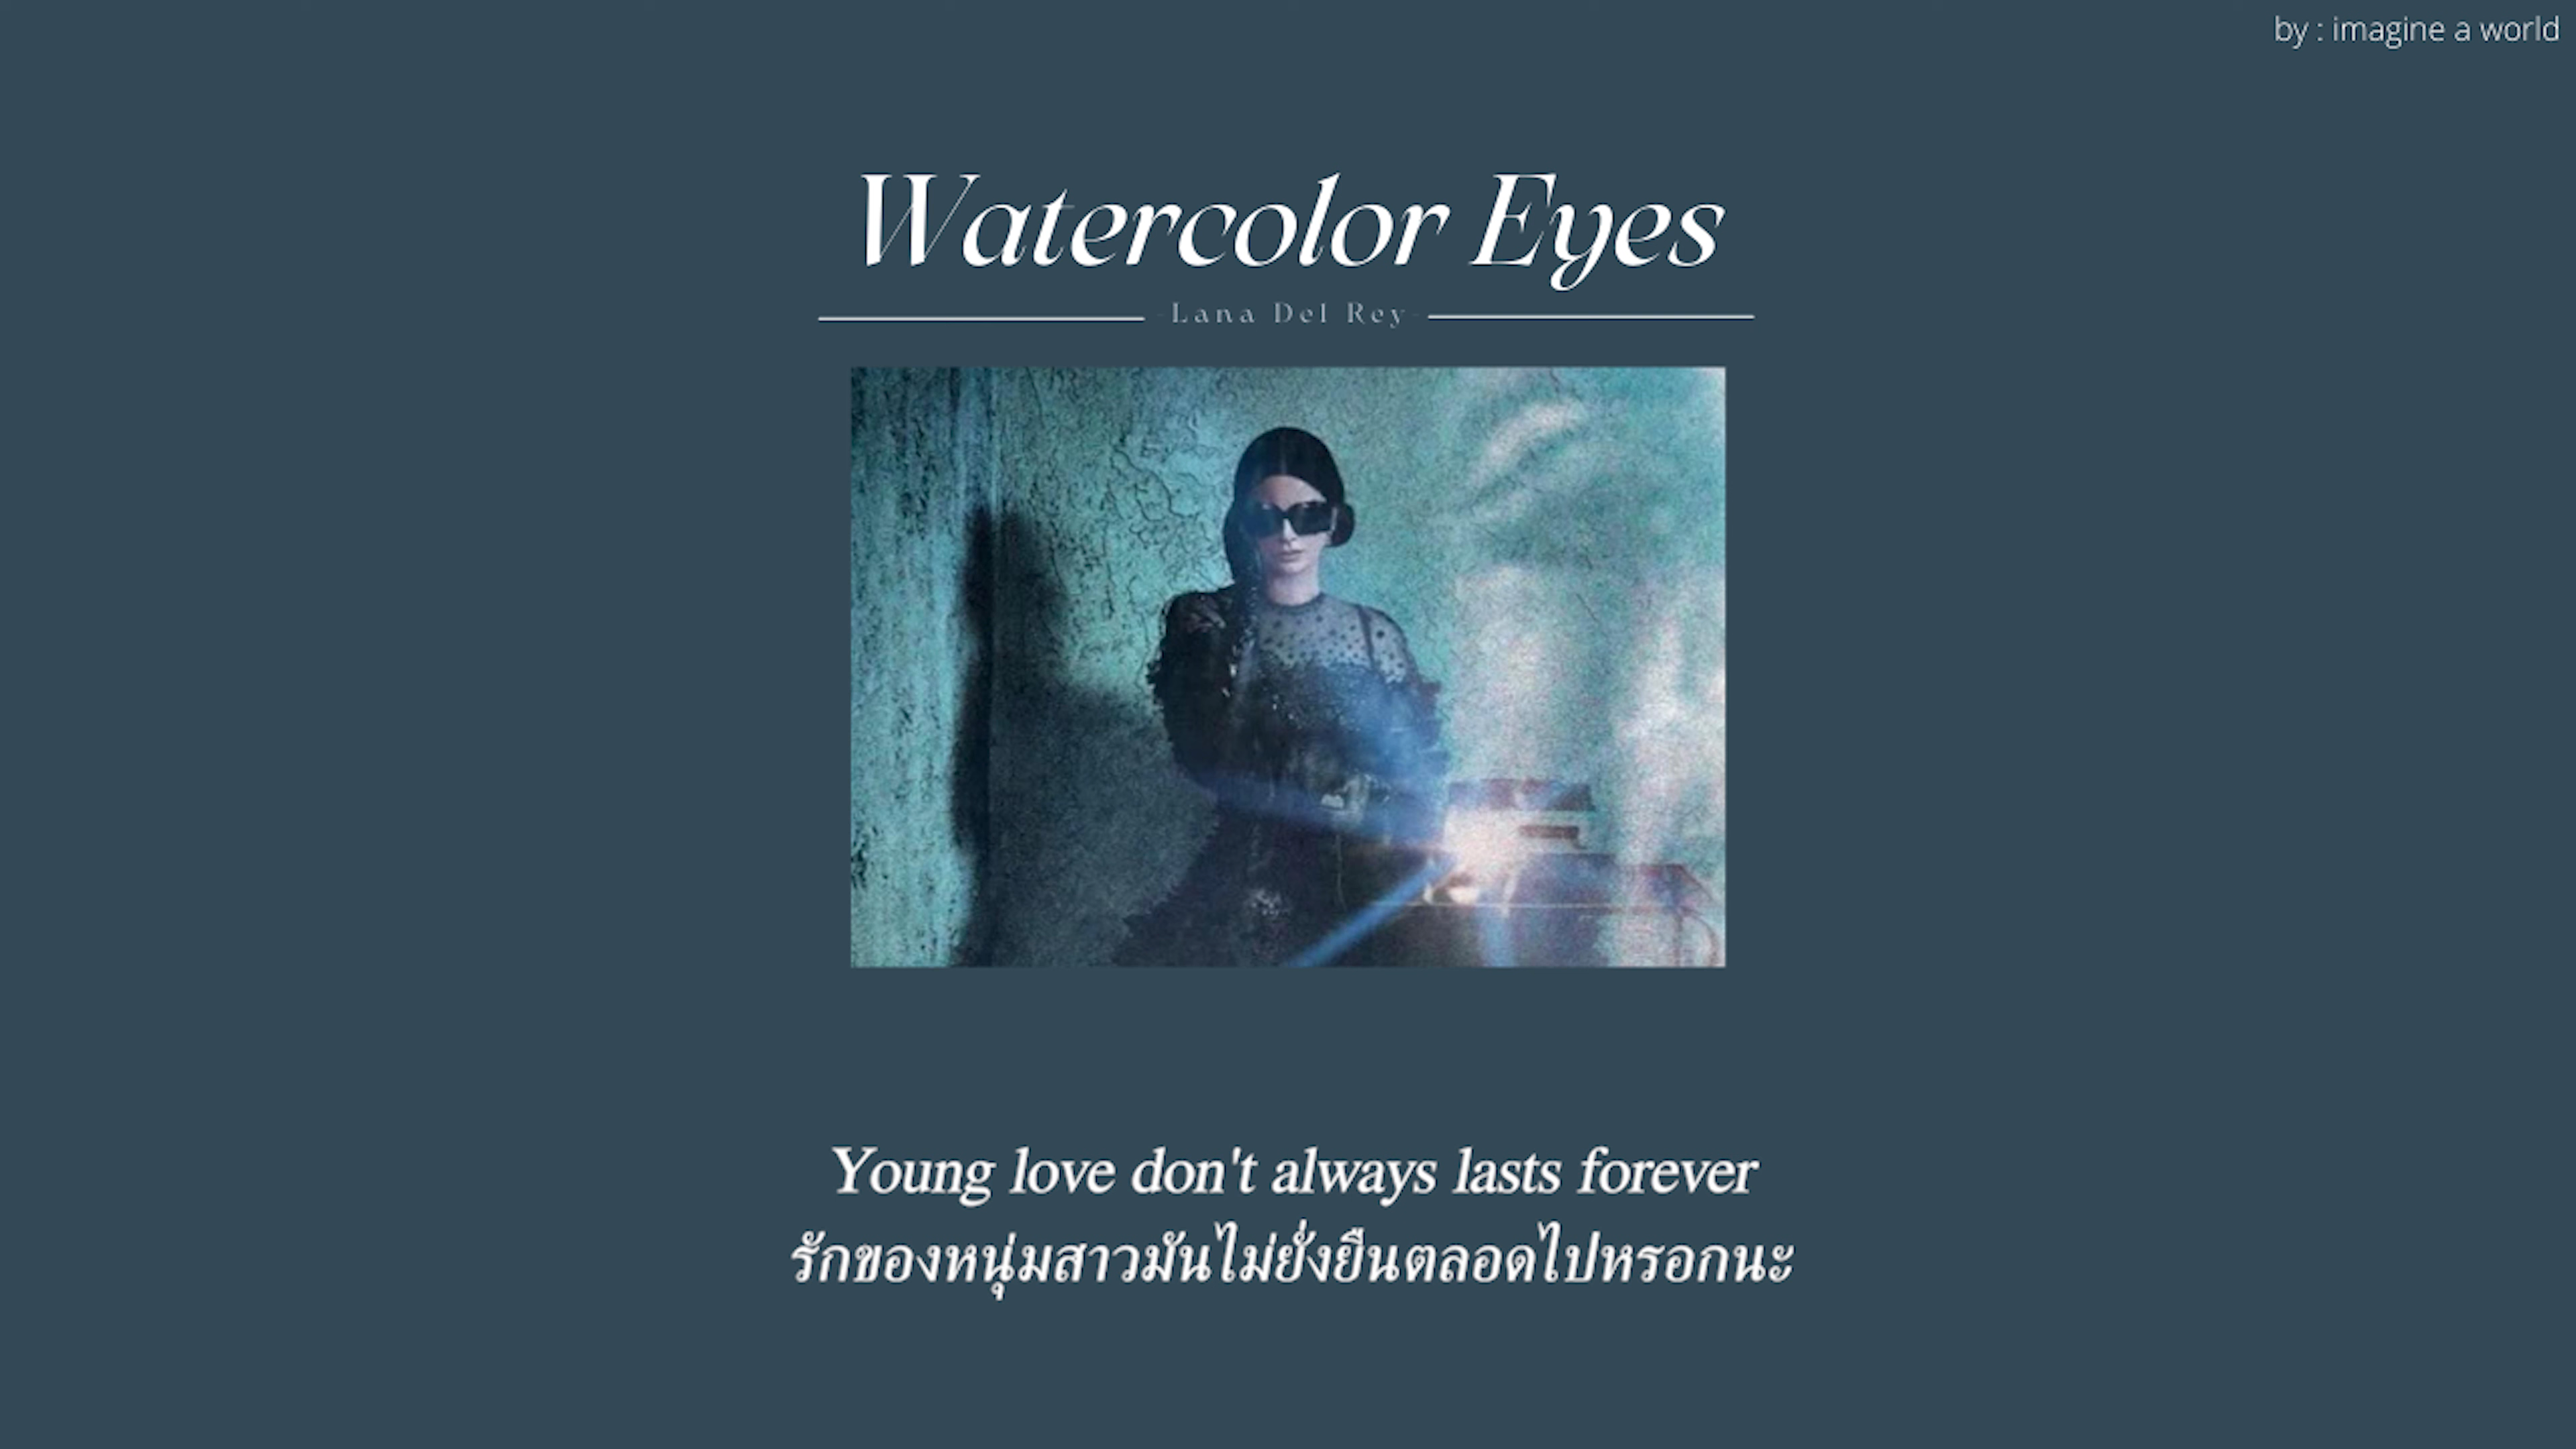 by : imagine a world
Watercolor Eyes
-Lana Del Rey-
Young love don't always lasts forever
รักของหนุ่มสาวมันไม่ยั่งยืนตลอดไปหรอกนะ